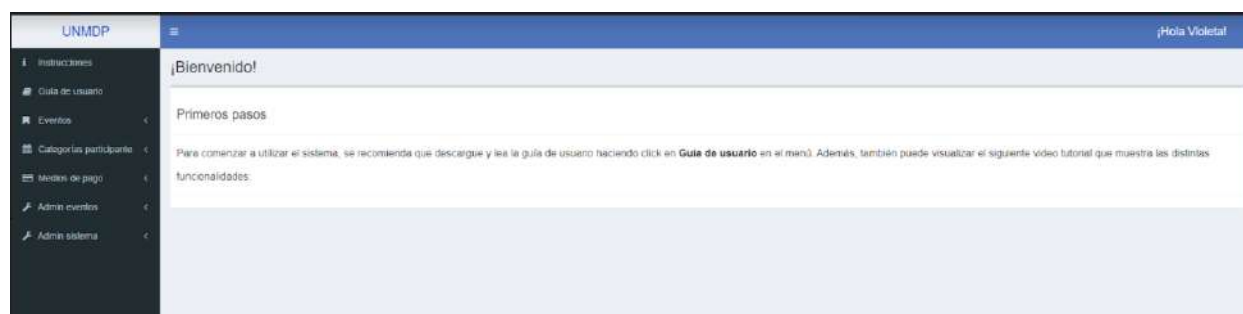 UNMDP
¡Hola Violeta!
Instrucciones
Guía de usuario
Eventos
Categorías participante
Medios de pago
Admin eventos
Admin sistema
¡Bienvenido!
Primeros pasos
Para comenzar a utilizar el sistema, se recomienda que descargue y lea la guía de usuario haciendo click en Guía de usuario en el menú. Además, también puede visualizar el siguiente video tutorial que muestra las distintas
funcionalidades: